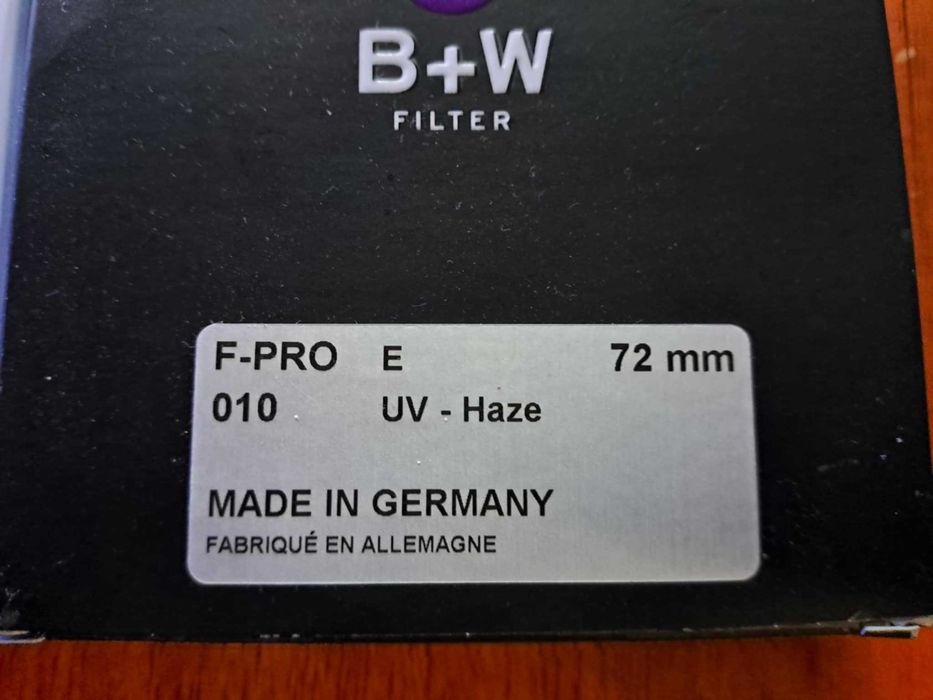 B+W
FILTER
F-PRO E 72 mm
010 UV - Haze
MADE IN GERMANY
FABRIQUÉ EN ALLEMAGNE